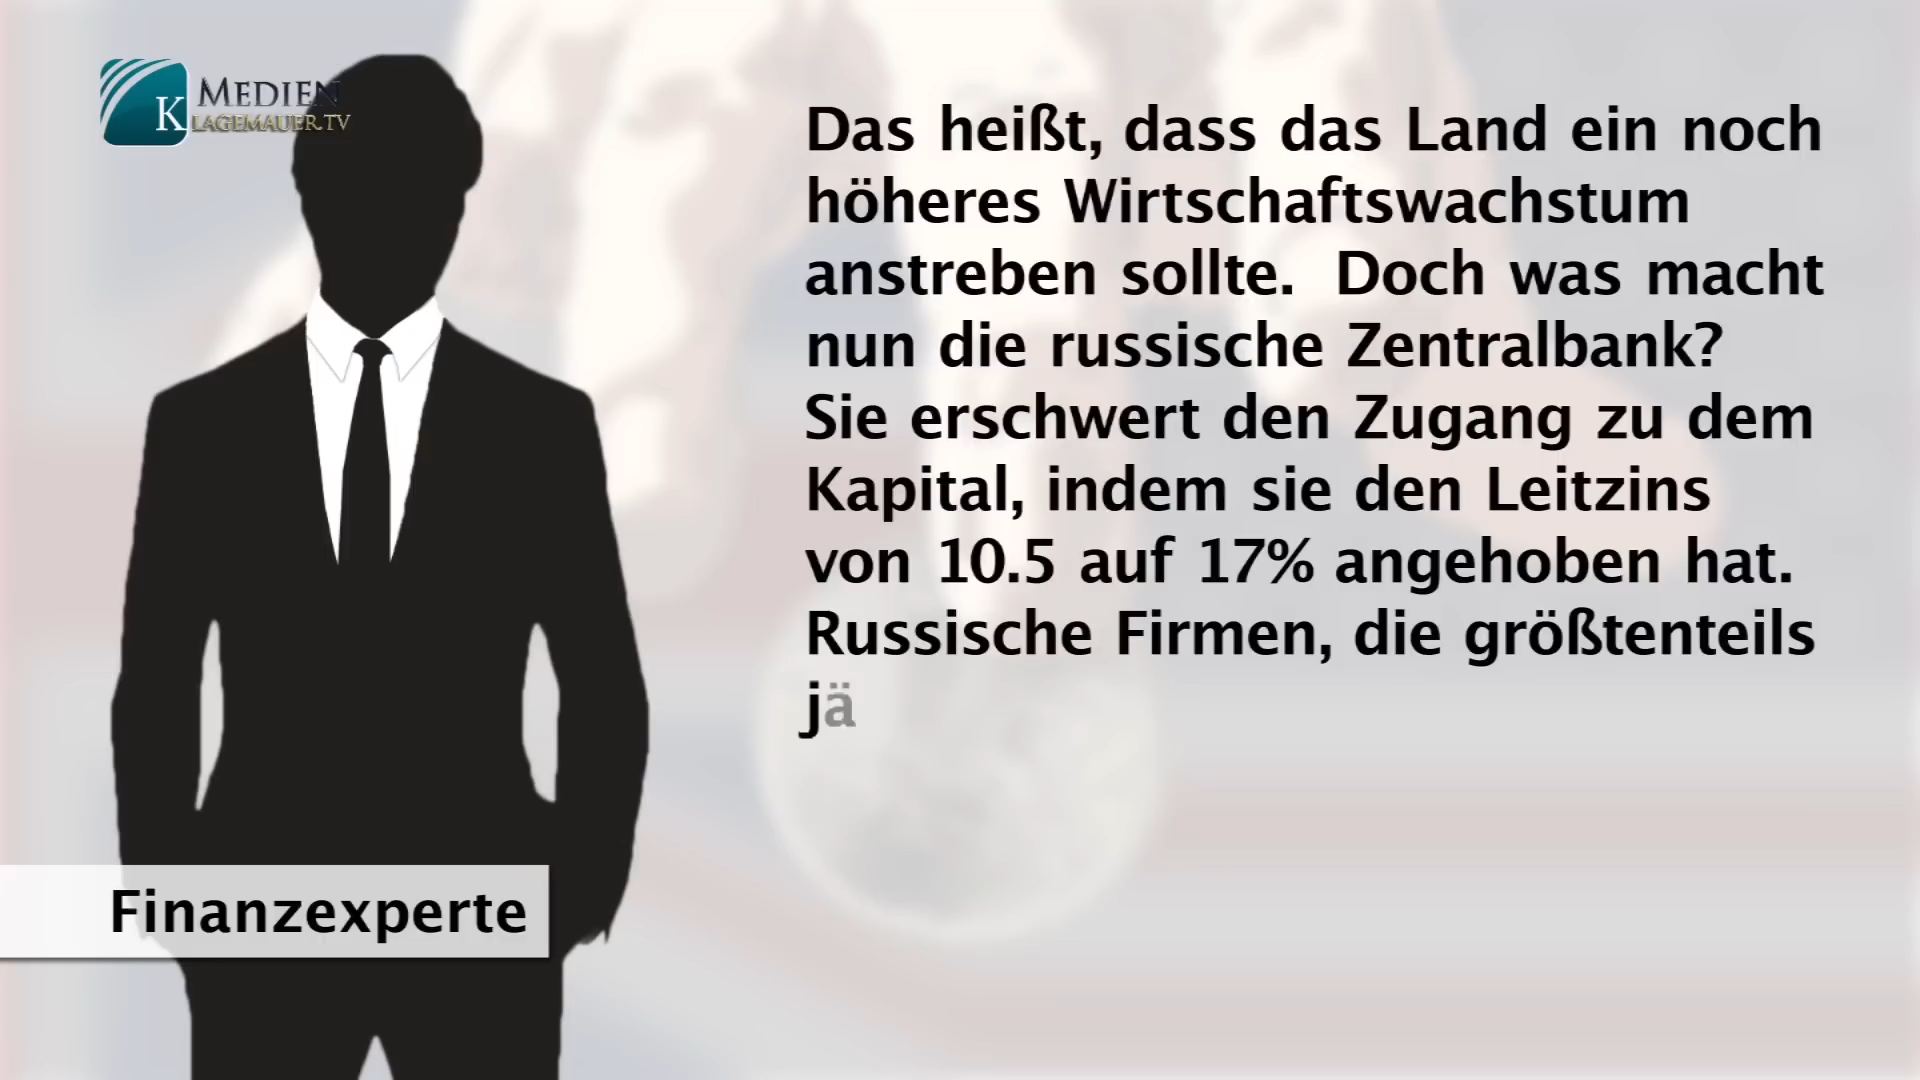 K MEDIEN
LAGEMAUER.TV
Das heißt, dass das Land ein noch
höheres Wirtschaftswachstum
anstreben sollte. Doch was macht
nun die russische Zentralbank?
Sie erschwert den Zugang zu dem
Kapital, indem sie den Leitzins
von 10.5 auf 17% angehoben hat.
Russische Firmen, die größtenteils
jä
Finanzexperte